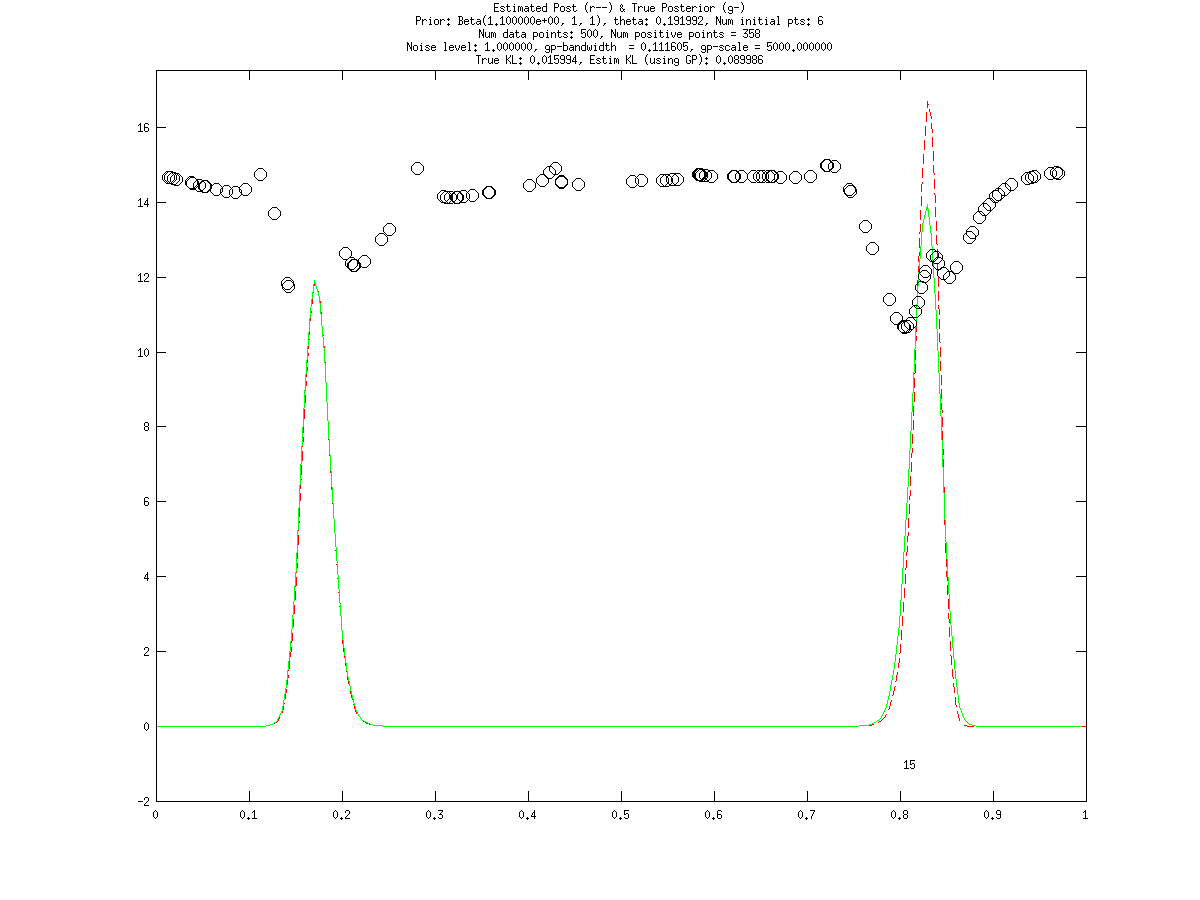 Estimated Post (r--) & True Posterior (g-)
Prior: Beta(1.100000e+00, 1, 1), theta: 0.191992, Num initial pts: 6
Num data points: 500, Num positive points = 358
Noise level: 1.000000, gp-bandwidth  = 0.111605, gp-scale = 5000.000000
True KL: 0.015994, Estim KL (using GP): 0.089986
16
14
12
10
8
6
4
2
0
15
-2
0 0.1 0.2 0.3 0.4 0.5 0.6 0.7 0.8 0.9 1